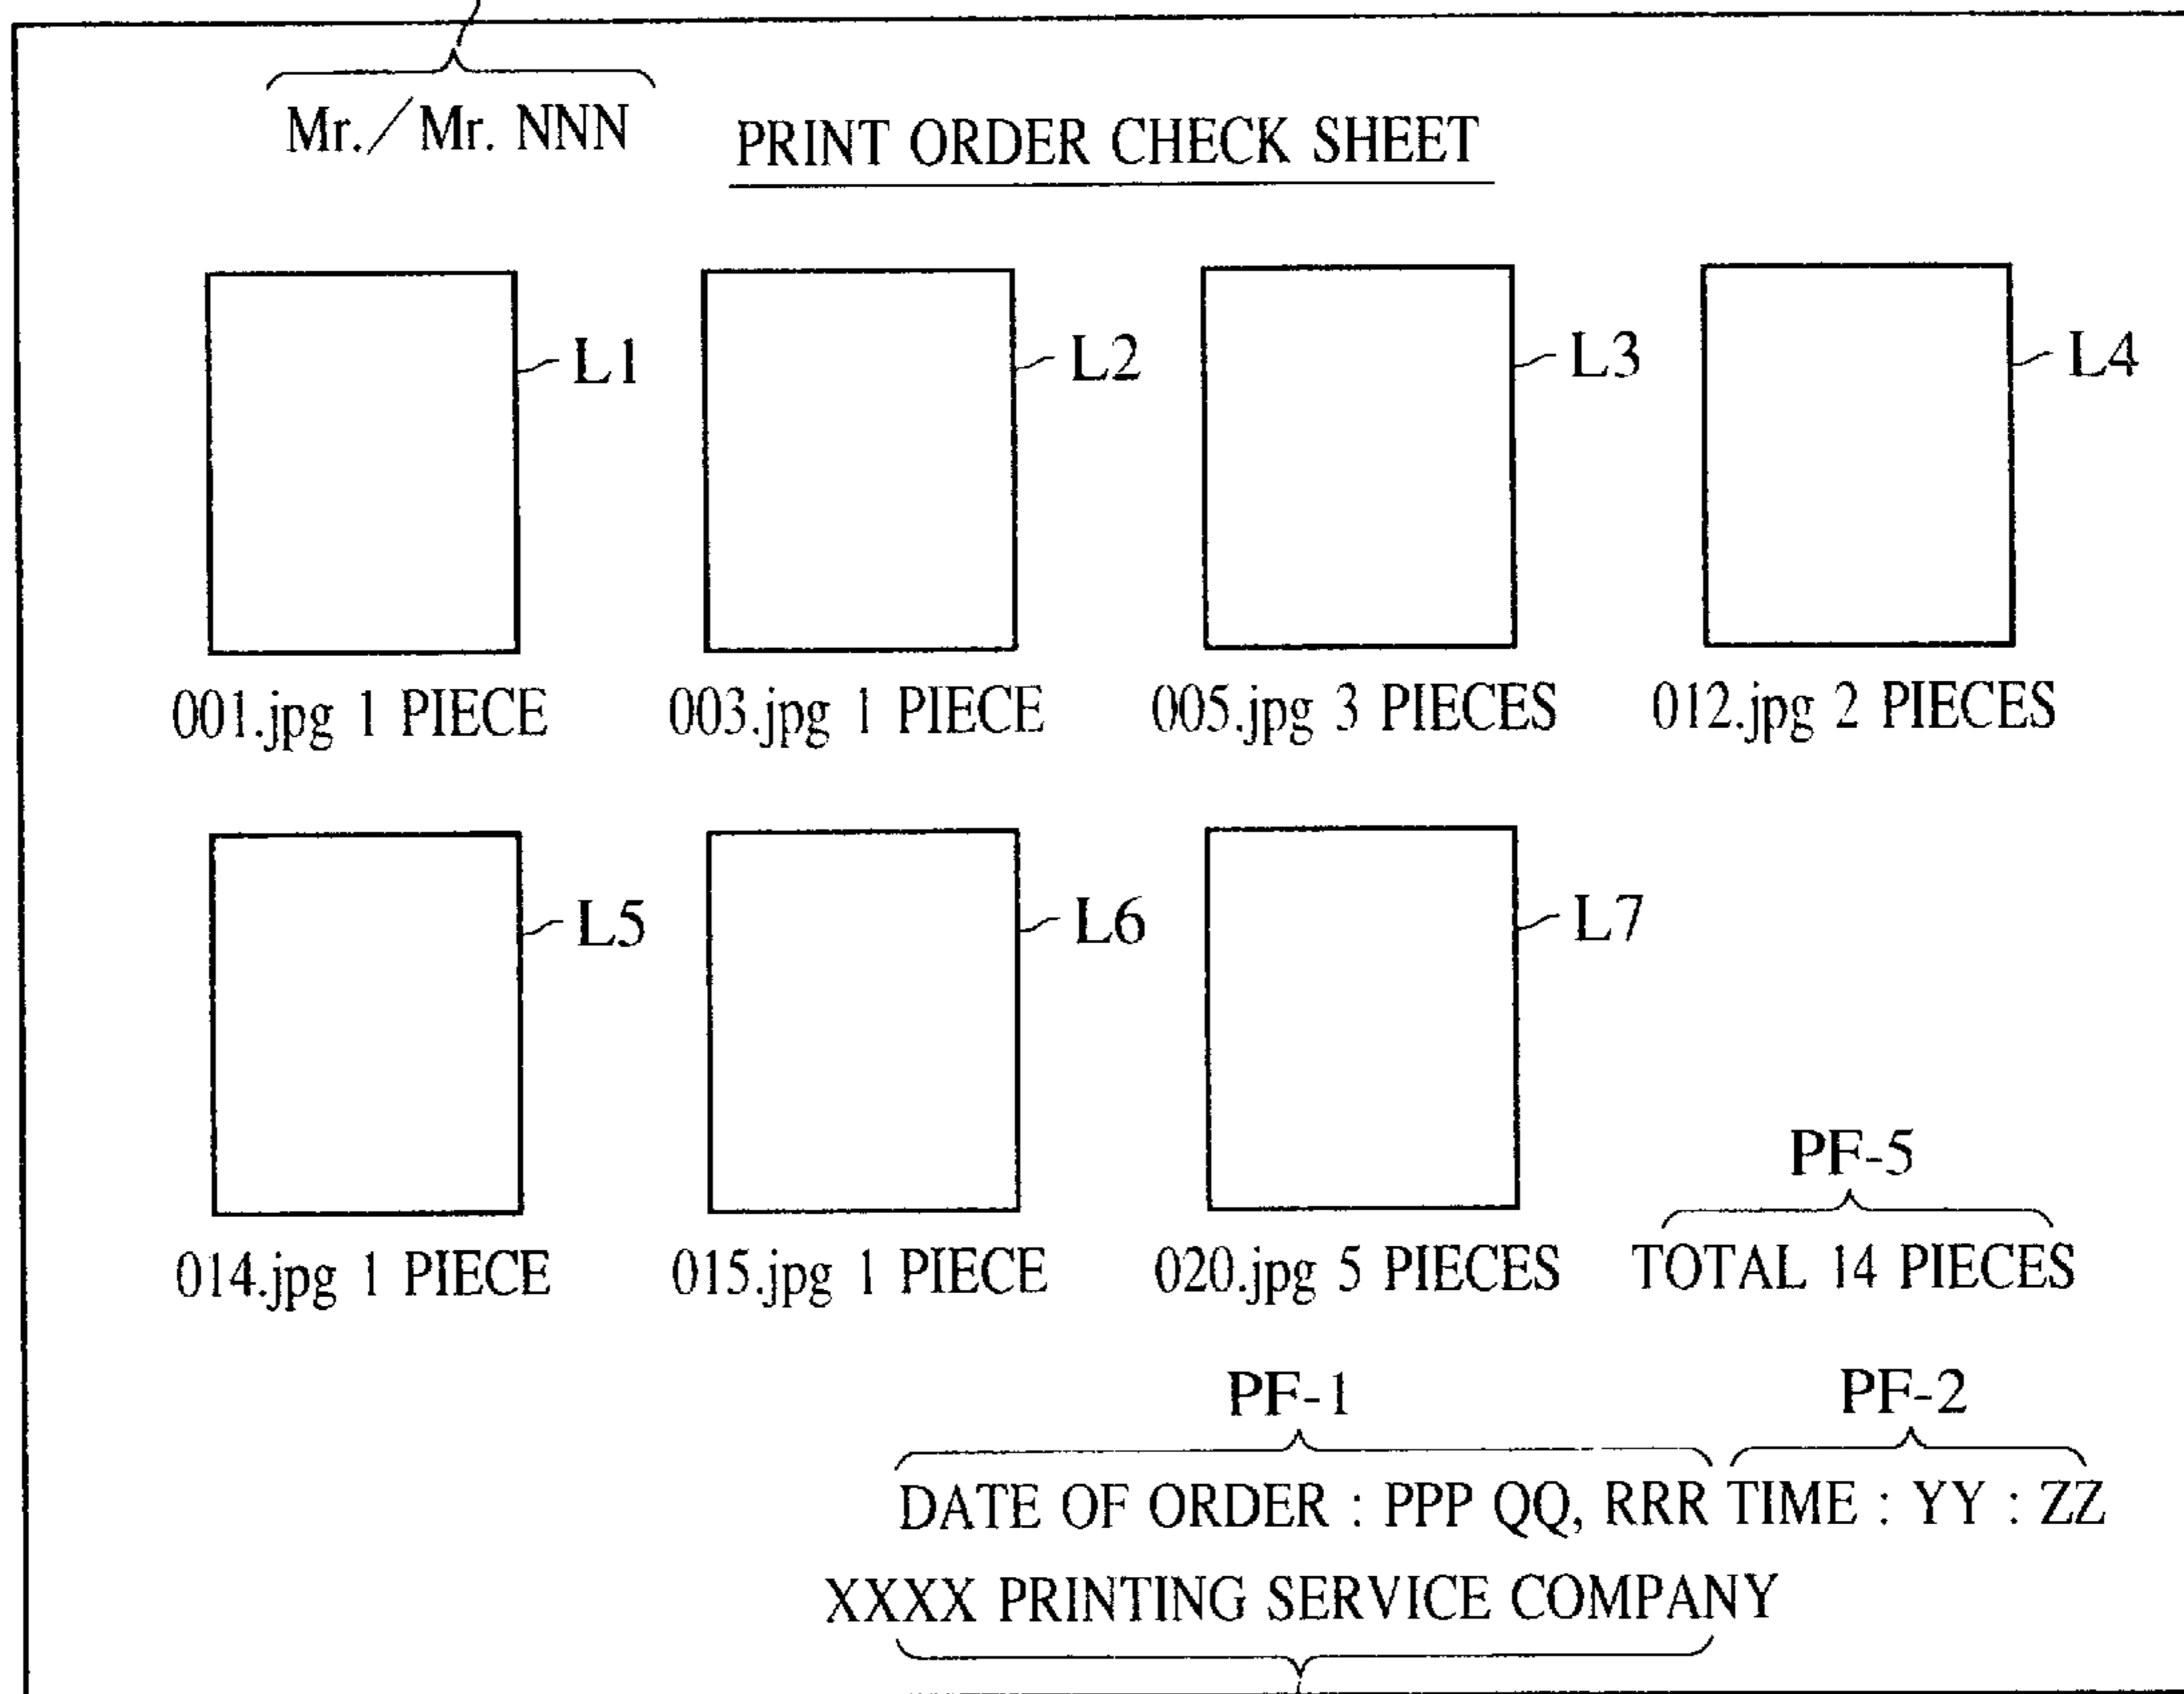 Mr./Mr. NNN
PRINT ORDER CHECK SHEET
L1
L2
L3
L4
001.jpg 1 PIECE
003.jpg 1 PIECE
005.jpg 3 PIECES
012.jpg 2 PIECES
L5
L6
L7
014.jpg 1 PIECE
015.jpg 1 PIECE
020.jpg 5 PIECES
PF-5
TOTAL 14 PIECES
PF-1
PF-2
DATE OF ORDER : PPP QQ, RRR TIME : YY : ZZ
XXXX PRINTING SERVICE COMPANY